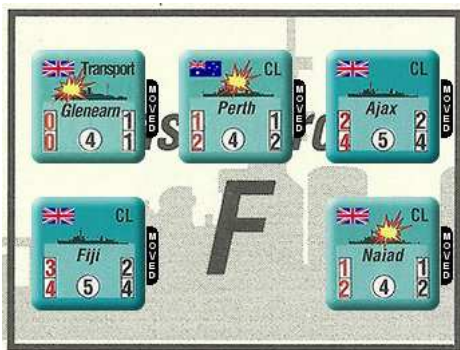 Transport
Glenearn
0 1
0 4 1
MOVED
CL
Perth
1 1
2 4 2
MOVED
CL
Ajax
2 2
4 5 4
MOVED
F
CL
Fiji
3 2
4 5 4
MOVED
CL
Naiad
1 1
2 4 2
MOVED